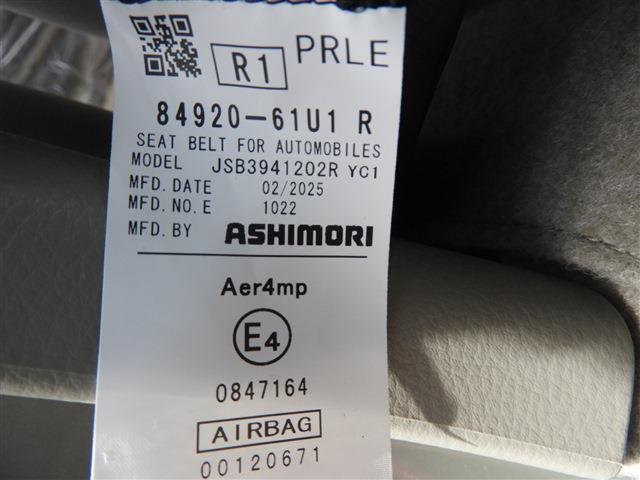 R1 PRLE
84920-61U1 R
SEAT BELT FOR AUTOMOBILES
MODEL JSB3941202R YC1
MFD. DATE 02/2025
MFD. NO. E 1022
MFD. BY ASHIMORI
Aer4mp
E4
0847164
AIRBAG
00120671